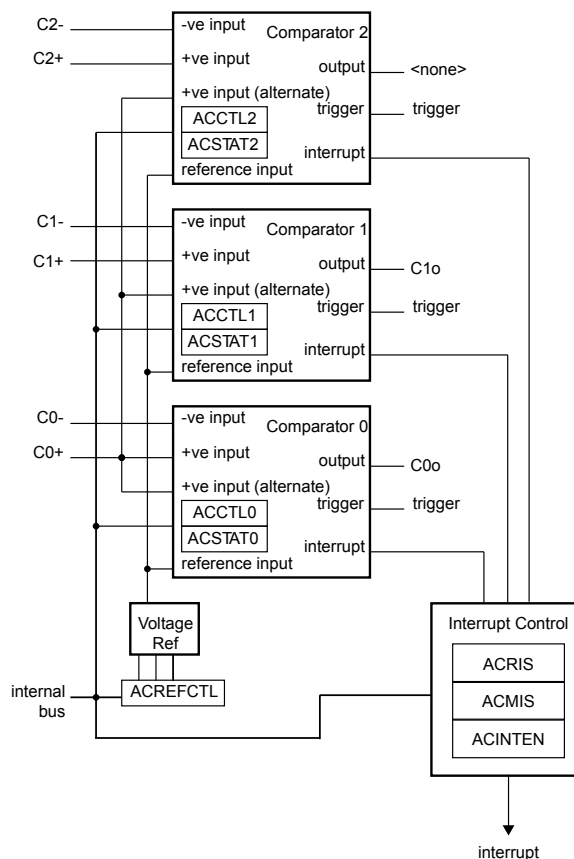 C2-
-ve input
Comparator 2
C2+
+ve input
output
<none>
+ve input (alternate)
trigger
trigger
ACCTL2
ACSTAT2
interrupt
reference input
C1-
-ve input
Comparator 1
C1+
+ve input
output
C1o
+ve input (alternate)
trigger
trigger
ACCTL1
ACSTAT1
interrupt
reference input
C0-
-ve input
Comparator 0
C0+
+ve input
output
C0o
+ve input (alternate)
trigger
trigger
ACCTL0
ACSTAT0
interrupt
reference input
Voltage
Ref
ACREFCTL
internal
bus
Interrupt Control
ACRIS
ACMIS
ACINTEN
interrupt